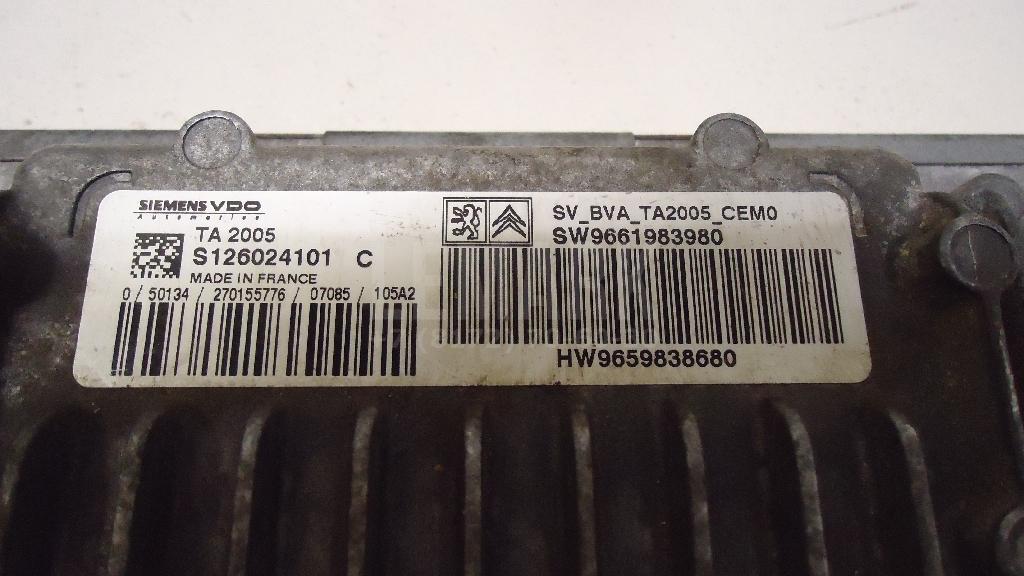 SIEMENS VDO
Automotive
TA 2005
S126024101 C
MADE IN FRANCE
0 / 50134 / 270155776 / 07085 / 105A2
SV_BVA_TA2005_CEM0
SW9661983980
HW9659838680